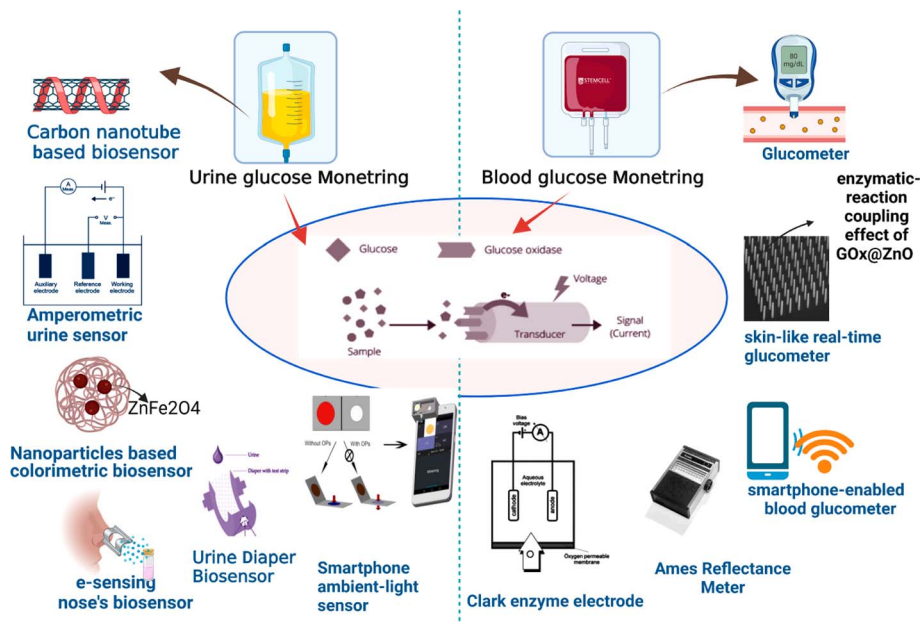 STEMCELL
80
mg/dL
Carbon nanotube
based biosensor
Glucometer
Urine glucose Monetring
Blood glucose Monetring
enzymatic-
reaction
coupling
effect of
GOx@ZnO
A
Meas.
e⁻
V
Meas.
Auxiliary
electrode
Reference
electrode
Working
electrode
Amperometric
urine sensor
Glucose
Glucose oxidase
Voltage
e-
Sample
Transducer
Signal
(Current)
skin-like real-time
glucometer
ZnFe2O4
Nanoparticles based
colorimetric biosensor
e-sensing
nose's biosensor
Urine
Diaper with test strip
Urine Diaper
Biosensor
Without OPs
With OPs
Smartphone
ambient-light
sensor
Bias
voltage
A
Aqueous
electrolyte
cathode
anode
O
Oxygen permeable
membrane
Clark enzyme electrode
Ames Reflectance
Meter
smartphone-enabled
blood glucometer